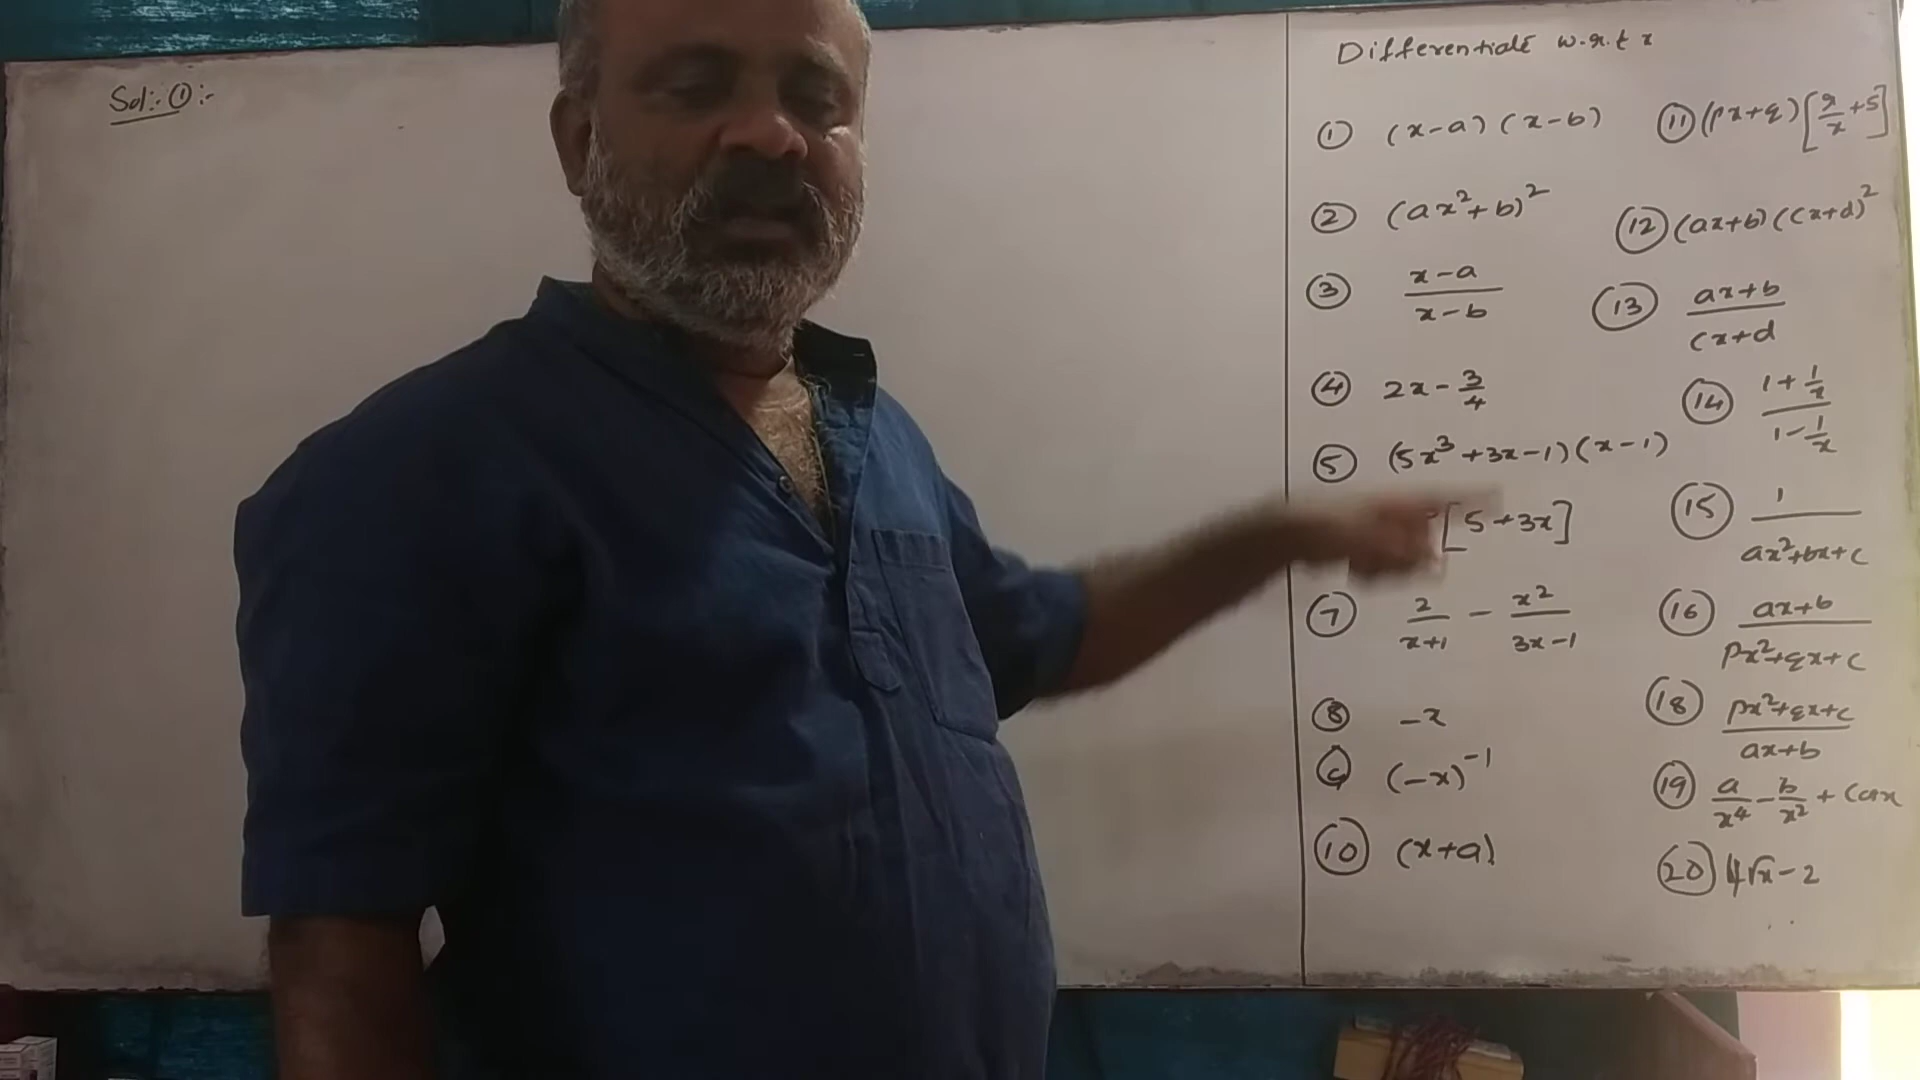 Sol:- ① :-
Differentiate w.r.t x
① (x-a) (x-b)
② (ax²+b)²
③ x-a / x-b
④ 2x - 3/4
⑤ (5x³+3x-1)(x-1)
[5+3x]
⑦ 2/x+1 - x²/3x-1
⑧ -x
⑨ (-x)⁻¹
⑩ (x+a)
⑪ (px+q) [r/x +s]
⑫ (ax+b) (cx+d)²
⑬ ax+b / cx+d
⑭ 1+1/x / 1-1/x
⑮ 1 / ax²+bx+c
⑯ ax+b / px²+qx+c
⑱ px²+qx+c / ax+b
⑲ a/x⁴ - b/x² + cosx
⑳ 4√x - 2